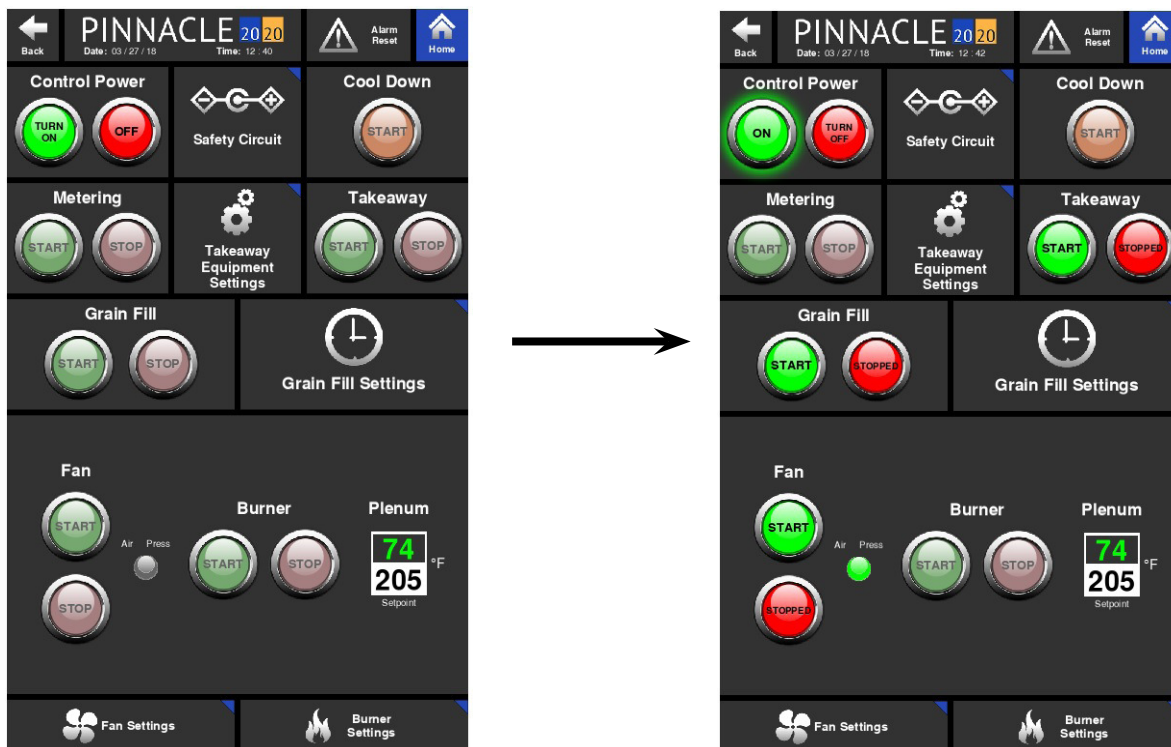 Back
PINNACLE 20 20
Date: 03 / 27 / 18 Time: 12 : 40
Alarm
Reset
Home
Control Power
TURN
ON
OFF
Safety Circuit
Cool Down
START
Metering
START STOP
Takeaway
Equipment
Settings
Takeaway
START STOP
Grain Fill
START STOP
Grain Fill Settings
Fan
START
STOP
Air Press
Burner
START STOP
Plenum
74
°F
205
Setpoint
Fan Settings
Burner
Settings
Back
PINNACLE 20 20
Date: 03 / 27 / 18 Time: 12 : 42
Alarm
Reset
Home
Control Power
ON
TURN
OFF
Safety Circuit
Cool Down
START
Metering
START STOP
Takeaway
Equipment
Settings
Takeaway
START STOPPED
Grain Fill
START STOPPED
Grain Fill Settings
Fan
START
STOPPED
Air Press
Burner
START STOP
Plenum
74
°F
205
Setpoint
Fan Settings
Burner
Settings